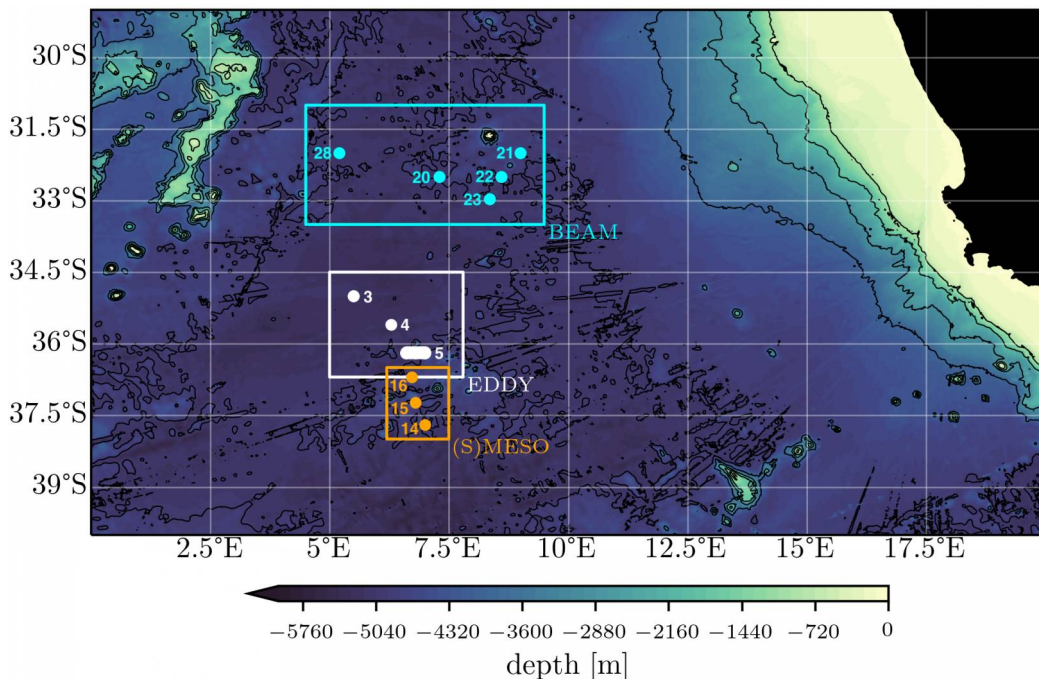 30°S
31.5°S
33°S
34.5°S
36°S
37.5°S
39°S
28
21
20
22
23
BEAM
3
4
5
EDDY
16
15
14
(S)MESO
2.5°E 5°E 7.5°E 10°E 12.5°E 15°E 17.5°E
−5760 −5040 −4320 −3600 −2880 −2160 −1440 −720 0
depth [m]